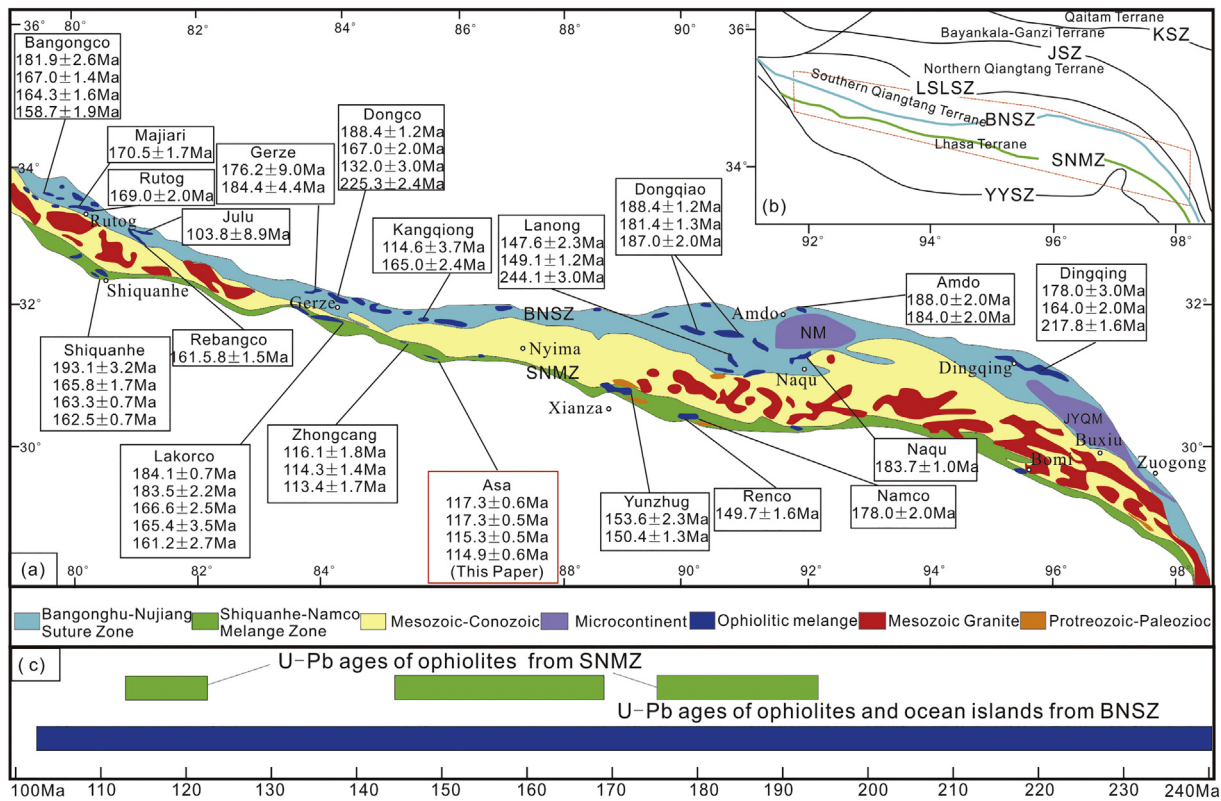 36°
80°
82°
84°
86°
88°
90°
92°
Bangongco
181.9±2.6Ma
167.0±1.4Ma
164.3±1.6Ma
158.7±1.9Ma
Majiari
170.5±1.7Ma
Rutog
169.0±2.0Ma
Julu
103.8±8.9Ma
Gerze
176.2±9.0Ma
184.4±4.4Ma
Dongco
188.4±1.2Ma
167.0±2.0Ma
132.0±3.0Ma
225.3±2.4Ma
Kangqiong
114.6±3.7Ma
165.0±2.4Ma
Lanong
147.6±2.3Ma
149.1±1.2Ma
244.1±3.0Ma
Dongqiao
188.4±1.2Ma
181.4±1.3Ma
187.0±2.0Ma
Amdo
188.0±2.0Ma
184.0±2.0Ma
Dingqing
178.0±3.0Ma
164.0±2.0Ma
217.8±1.6Ma
36°
34°
Qaitam Terrane
KSZ
Bayankala-Ganzi Terrane
JSZ
Northern Qiangtang Terrane
LSLSZ
Southern Qiangtang Terrane
BNSZ
Lhasa Terrane
SNMZ
YYSZ
(b)
92°
94°
96°
98°
34°
32°
30°
32°
30°
Rutog
Shiquanhe
Gerze
BNSZ
Nyima
SNMZ
Xianza
Amdo
NM
Naqu
Dingqing
JYQM
Buxiu
Bomi
Zuogong
Shiquanhe
193.1±3.2Ma
165.8±1.7Ma
163.3±0.7Ma
162.5±0.7Ma
Rebangco
161.5.8±1.5Ma
Lakorco
184.1±0.7Ma
183.5±2.2Ma
166.6±2.5Ma
165.4±3.5Ma
161.2±2.7Ma
Zhongcang
116.1±1.8Ma
114.3±1.4Ma
113.4±1.7Ma
Asa
117.3±0.6Ma
117.3±0.5Ma
115.3±0.5Ma
114.9±0.6Ma
(This Paper)
Yunzhug
153.6±2.3Ma
150.4±1.3Ma
Renco
149.7±1.6Ma
Namco
178.0±2.0Ma
Naqu
183.7±1.0Ma
(a)
80°
82°
84°
86°
88°
90°
92°
94°
96°
98°
Bangonghu-Nujiang
Suture Zone
Shiquanhe-Namco
Melange Zone
Mesozoic-Conozoic
Microcontinent
Ophiolitic melange
Mesozoic Granite
Protreozoic-Paleozioc
(c)
U-Pb ages of ophiolites from SNMZ
U-Pb ages of ophiolites and ocean islands from BNSZ
100Ma 110 120 130 140 150 160 170 180 190 200 210 220 230 240Ma